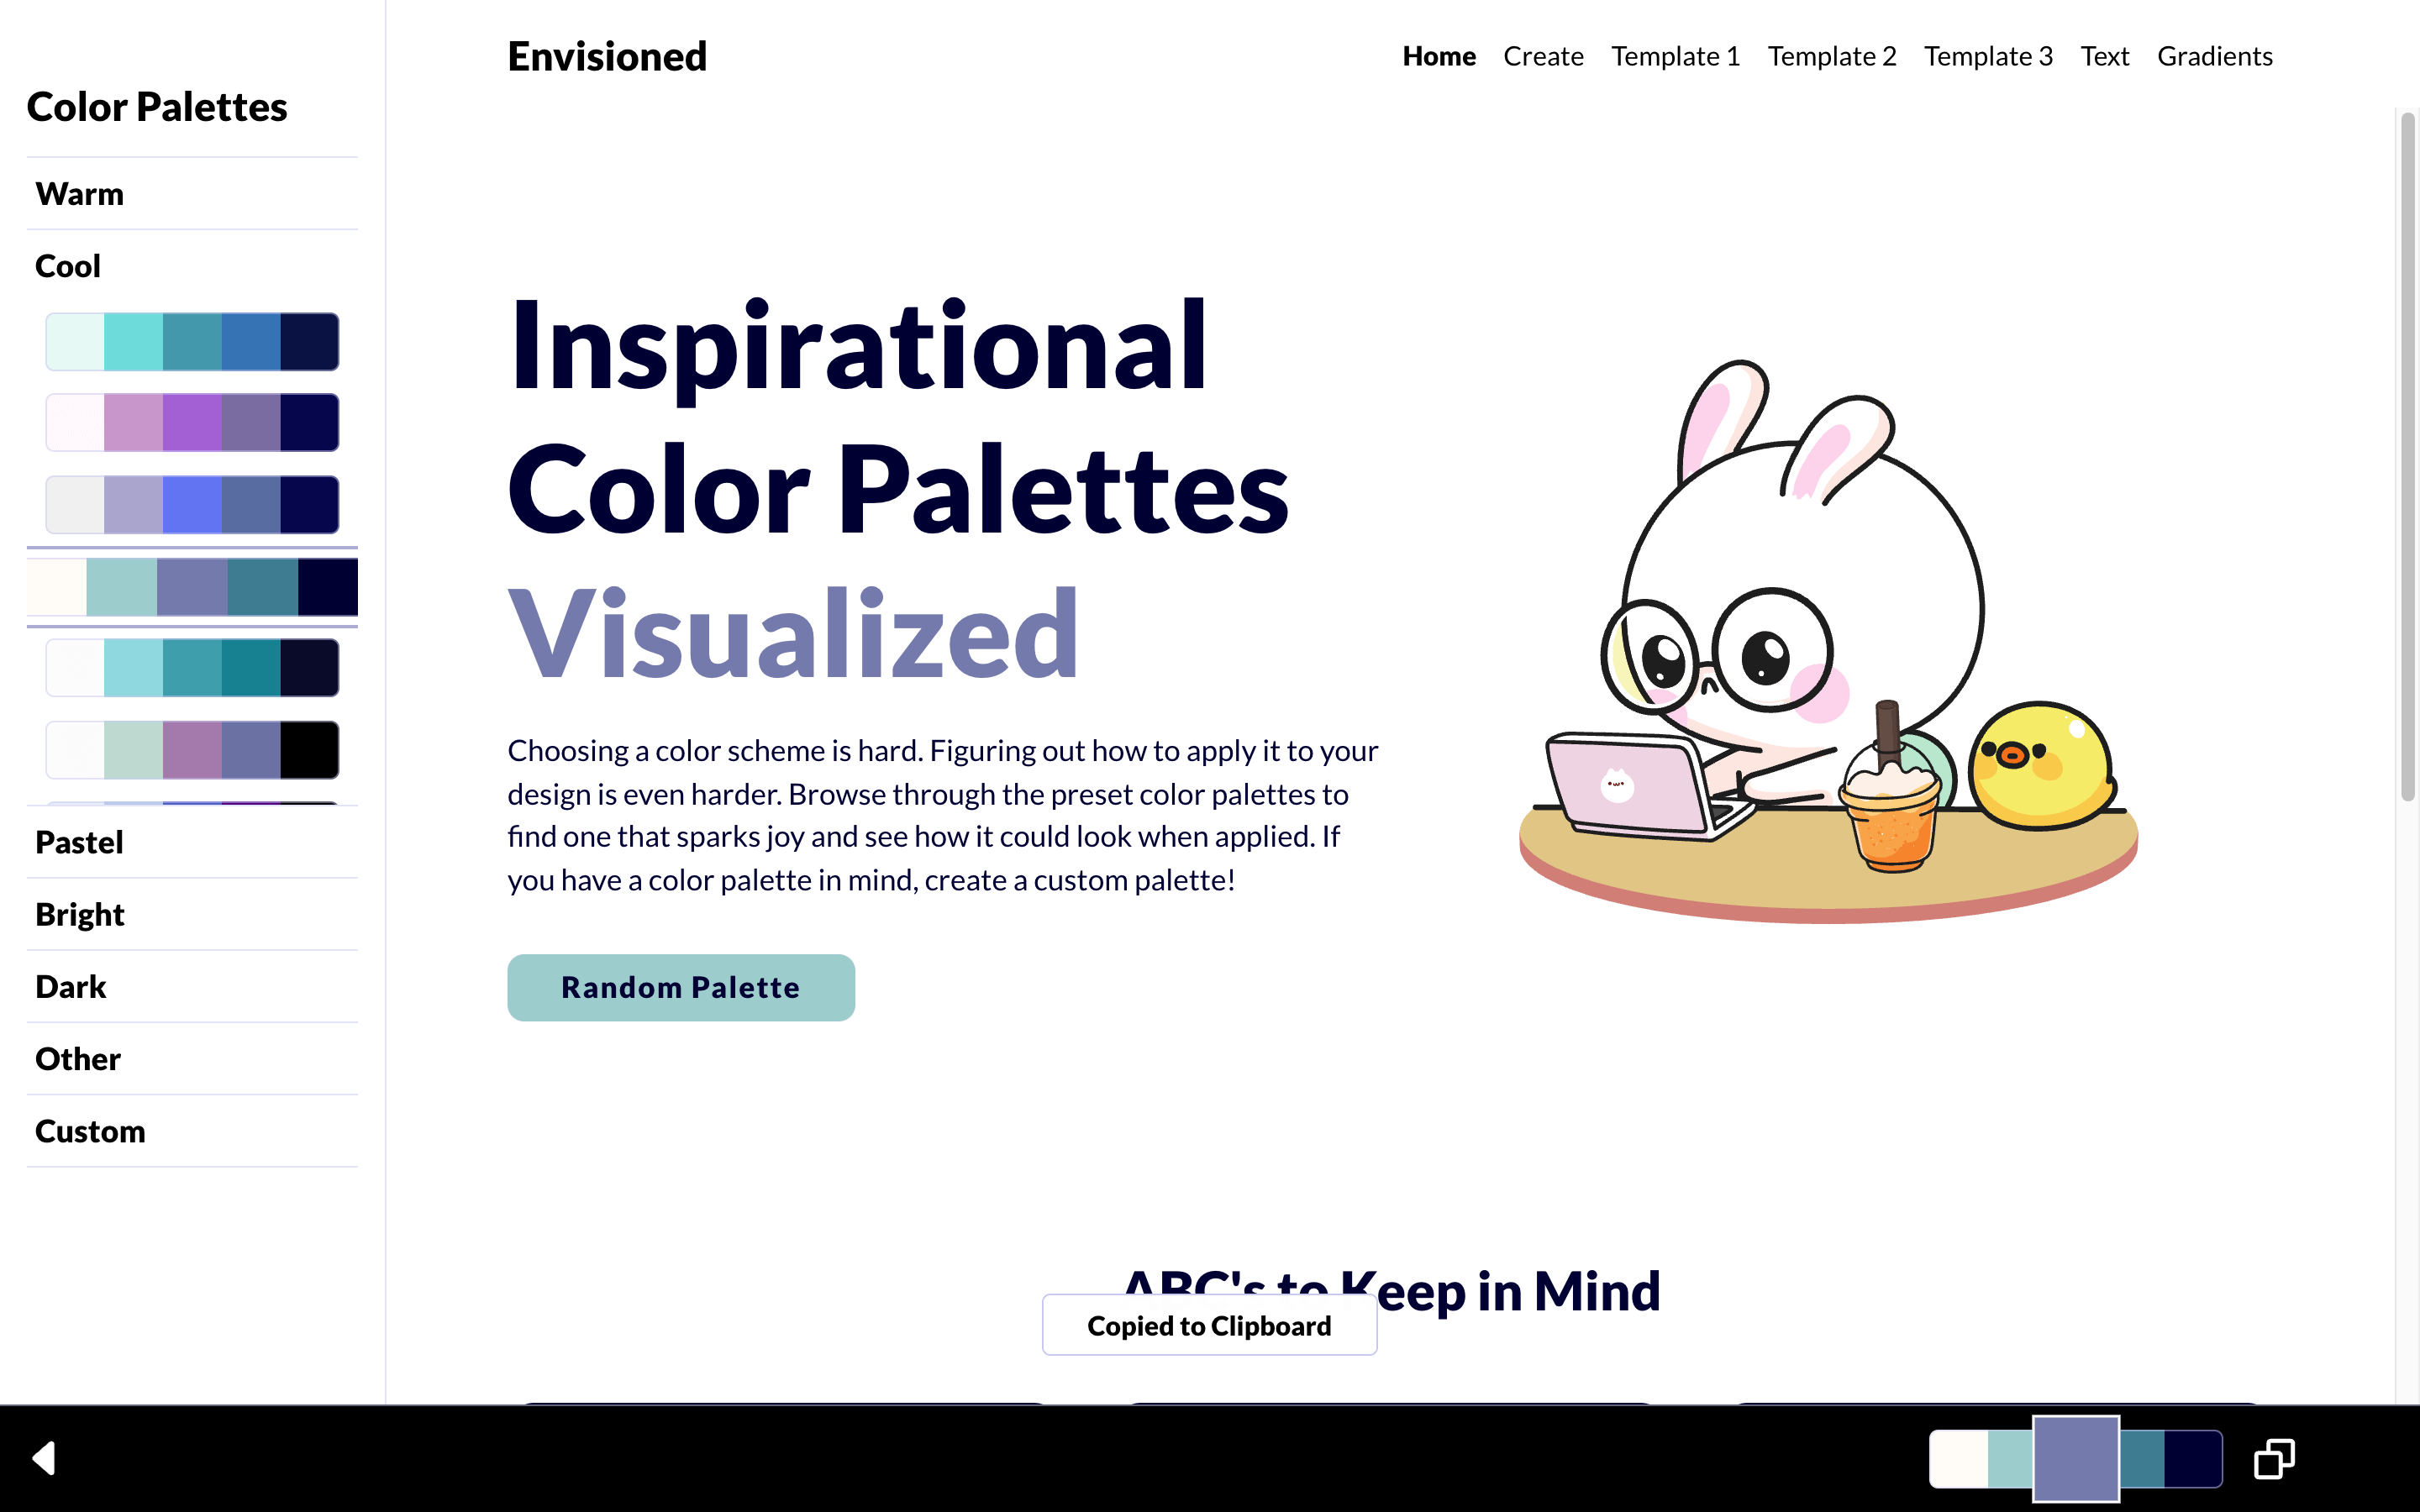 Envisioned
Home Create Template 1 Template 2 Template 3 Text Gradients
Color Palettes
Warm
Cool
Pastel
Bright
Dark
Other
Custom
Inspirational
Color Palettes
Visualized
Choosing a color scheme is hard. Figuring out how to apply it to your
design is even harder. Browse through the preset color palettes to
find one that sparks joy and see how it could look when applied. If
you have a color palette in mind, create a custom palette!
Random Palette
ABC's to Keep in Mind
Copied to Clipboard